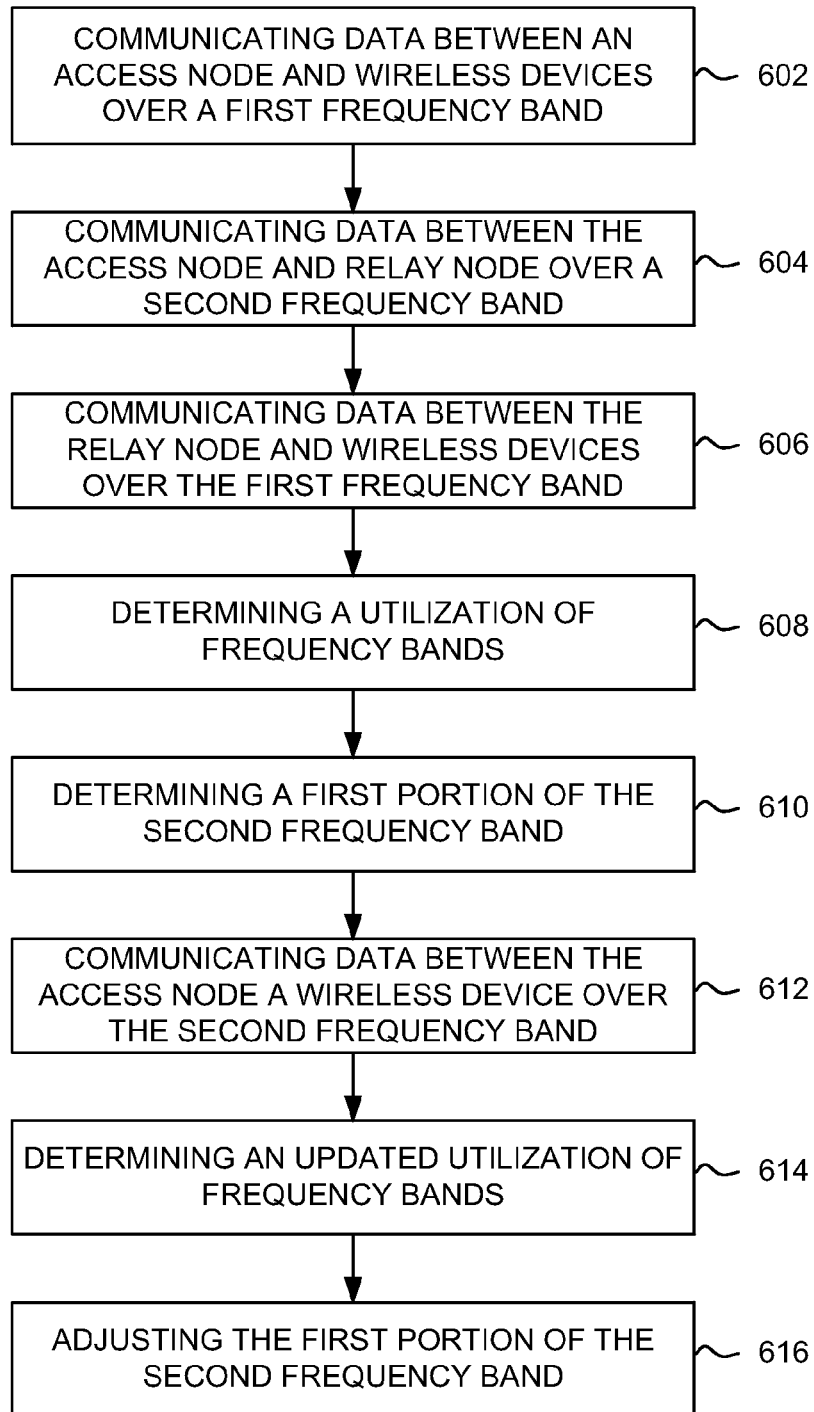 COMMUNICATING DATA BETWEEN AN
ACCESS NODE AND WIRELESS DEVICES
OVER A FIRST FREQUENCY BAND
602
COMMUNICATING DATA BETWEEN THE
ACCESS NODE AND RELAY NODE OVER A
SECOND FREQUENCY BAND
604
COMMUNICATING DATA BETWEEN THE
RELAY NODE AND WIRELESS DEVICES
OVER THE FIRST FREQUENCY BAND
606
DETERMINING A UTILIZATION OF
FREQUENCY BANDS
608
DETERMINING A FIRST PORTION OF THE
SECOND FREQUENCY BAND
610
COMMUNICATING DATA BETWEEN THE
ACCESS NODE A WIRELESS DEVICE OVER
THE SECOND FREQUENCY BAND
612
DETERMINING AN UPDATED UTILIZATION OF
FREQUENCY BANDS
614
ADJUSTING THE FIRST PORTION OF THE
SECOND FREQUENCY BAND
616